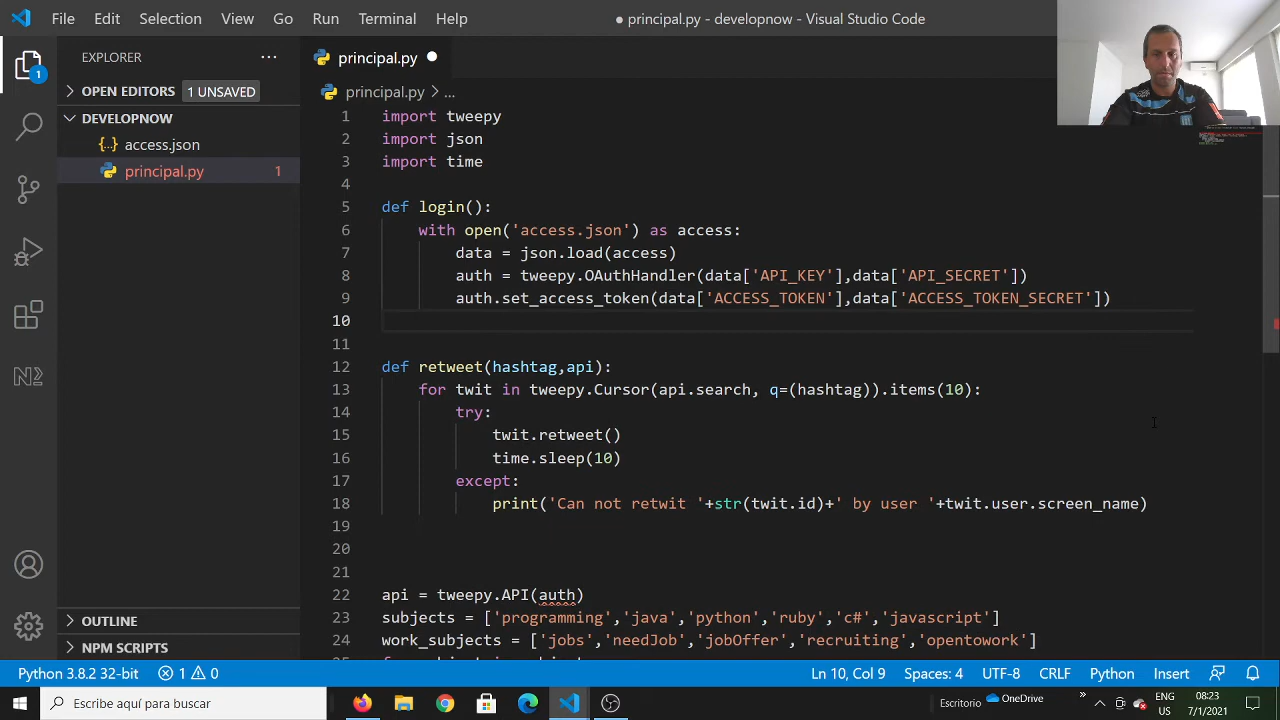 File Edit Selection View Go Run Terminal Help
● principal.py - developnow - Visual Studio Code
EXPLORER ...
principal.py ●
OPEN EDITORS 1 UNSAVED
principal.py > ...
DEVELOPNOW
{..} access.json
principal.py 1
1 import tweepy
2 import json
3 import time
4
5 def login():
6 with open('access.json') as access:
7 data = json.load(access)
8 auth = tweepy.OAuthHandler(data['API_KEY'],data['API_SECRET'])
9 auth.set_access_token(data['ACCESS_TOKEN'],data['ACCESS_TOKEN_SECRET'])
10
11
12 def retweet(hashtag,api):
13 for twit in tweepy.Cursor(api.search, q=(hashtag)).items(10):
14 try:
15 twit.retweet()
16 time.sleep(10)
17 except:
18 print('Can not retwit '+str(twit.id)+' by user '+twit.user.screen_name)
19
20
21
22 api = tweepy.API(auth)
23 subjects = ['programming','java','python','ruby','c#','javascript']
24 work_subjects = ['jobs','needJob','jobOffer','recruiting','opentowork']
OUTLINE
NPM SCRIPTS
1
Python 3.8.2 32-bit 1 0 Ln 10, Col 9 Spaces: 4 UTF-8 CRLF Python Insert
Escribe aquí para buscar
Escritorio OneDrive
ENG
US
08:23
7/1/2021